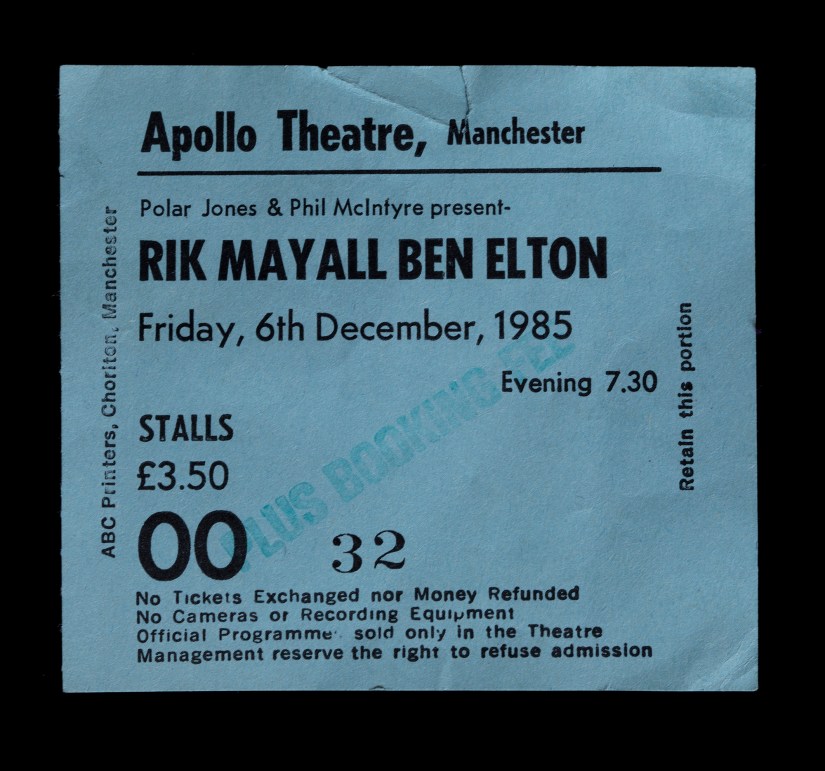 Apollo Theatre, Manchester
Polar Jones & Phil McIntyre present-
RIK MAYALL BEN ELTON
Friday, 6th December, 1985
Evening 7.30
STALLS
£3.50
OO 32
PLUS BOOKING FEE
No Tickets Exchanged nor Money Refunded
No Cameras or Recording Equipment
Official Programme sold only in the Theatre
Management reserve the right to refuse admission
ABC Printers, Chorlton, Manchester
Retain this portion